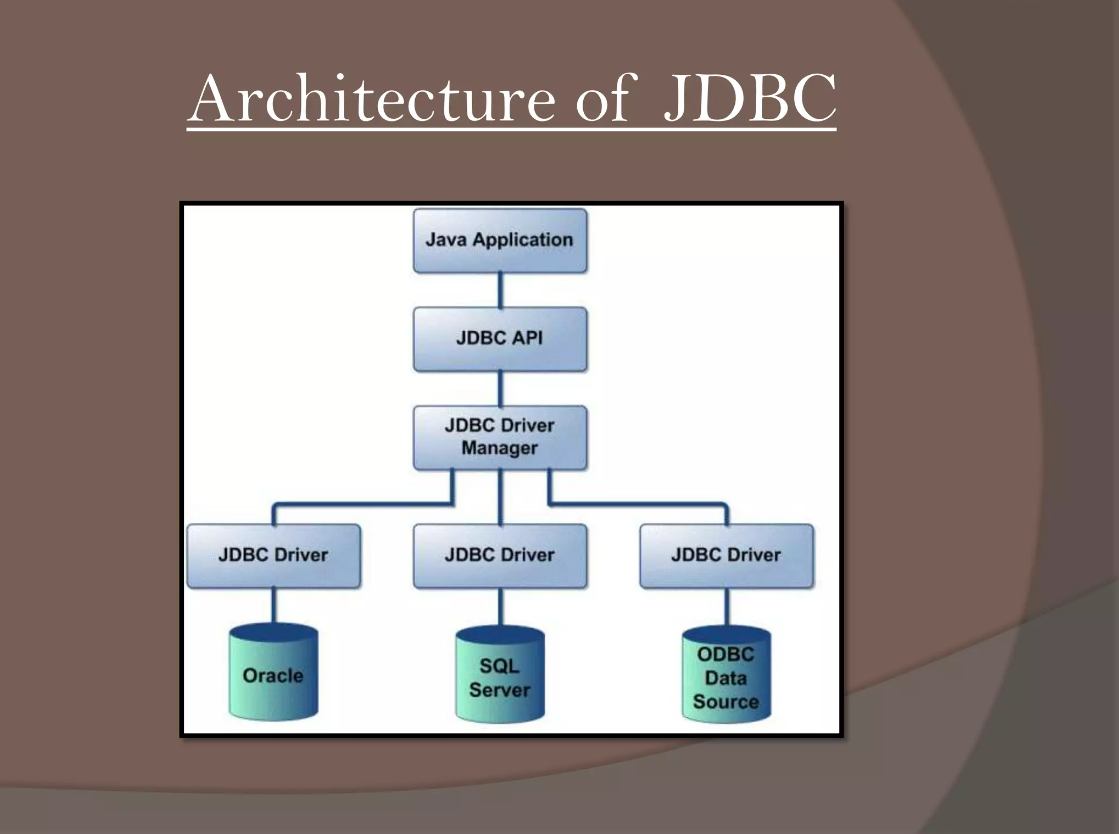 Architecture of JDBC
Java Application
JDBC API
JDBC Driver
Manager
JDBC Driver
JDBC Driver
JDBC Driver
Oracle
SQL
Server
ODBC
Data
Source